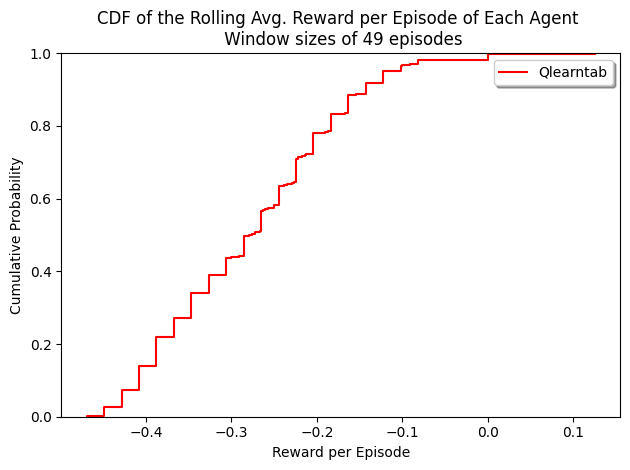 CDF of the Rolling Avg. Reward per Episode of Each Agent
Window sizes of 49 episodes
Qlearntab
Cumulative Probability
1.0
0.8
0.6
0.4
0.2
0.0
−0.4
−0.3
−0.2
−0.1
0.0
0.1
Reward per Episode